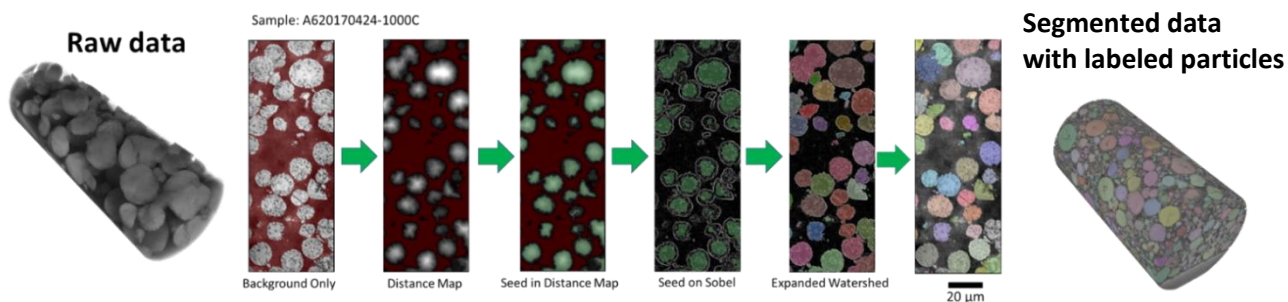 Sample: A620170424-1000C
Raw data
Segmented data
with labeled particles
Background Only
Distance Map
Seed in Distance Map
Seed on Sobel
Expanded Watershed
20 µm